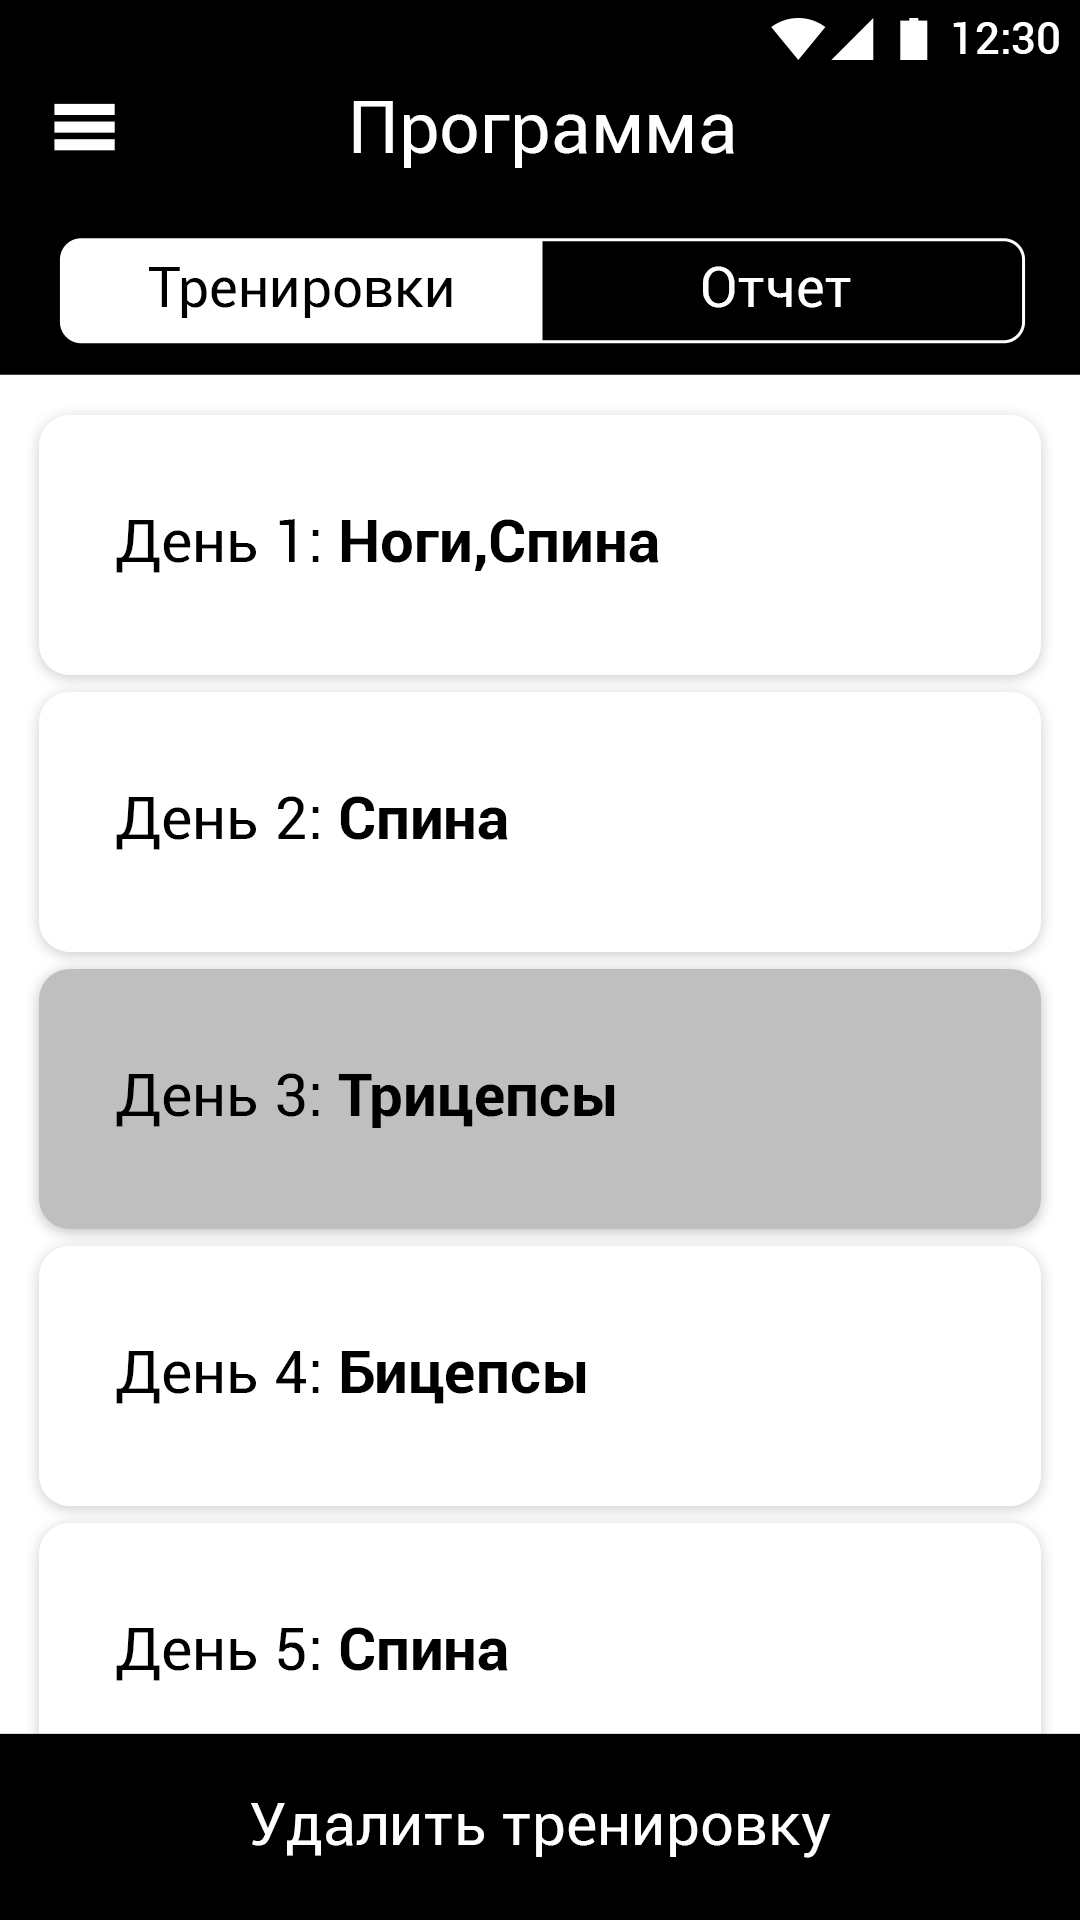 12:30
Программа
Тренировки
Отчет
День 1: Ноги,Спина
День 2: Спина
День 3: Трицепсы
День 4: Бицепсы
День 5: Спина
Удалить тренировку